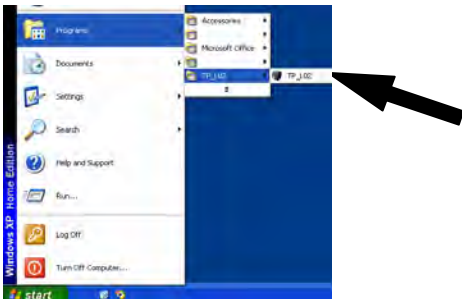 Programs
Documents
Settings
Search
Help and Support
Run...
Log Off
Turn Off Computer...
Windows XP Home Edition
start
Accessories
Microsoft Office
TP_L02
TP_L02